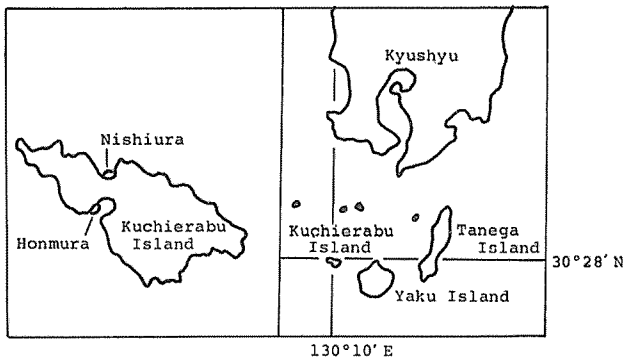 Nishiura
Honmura
Kuchierabu
Island
Kyushyu
Kuchierabu
Island
Tanega
Island
30°28'N
Yaku Island
130°10'E